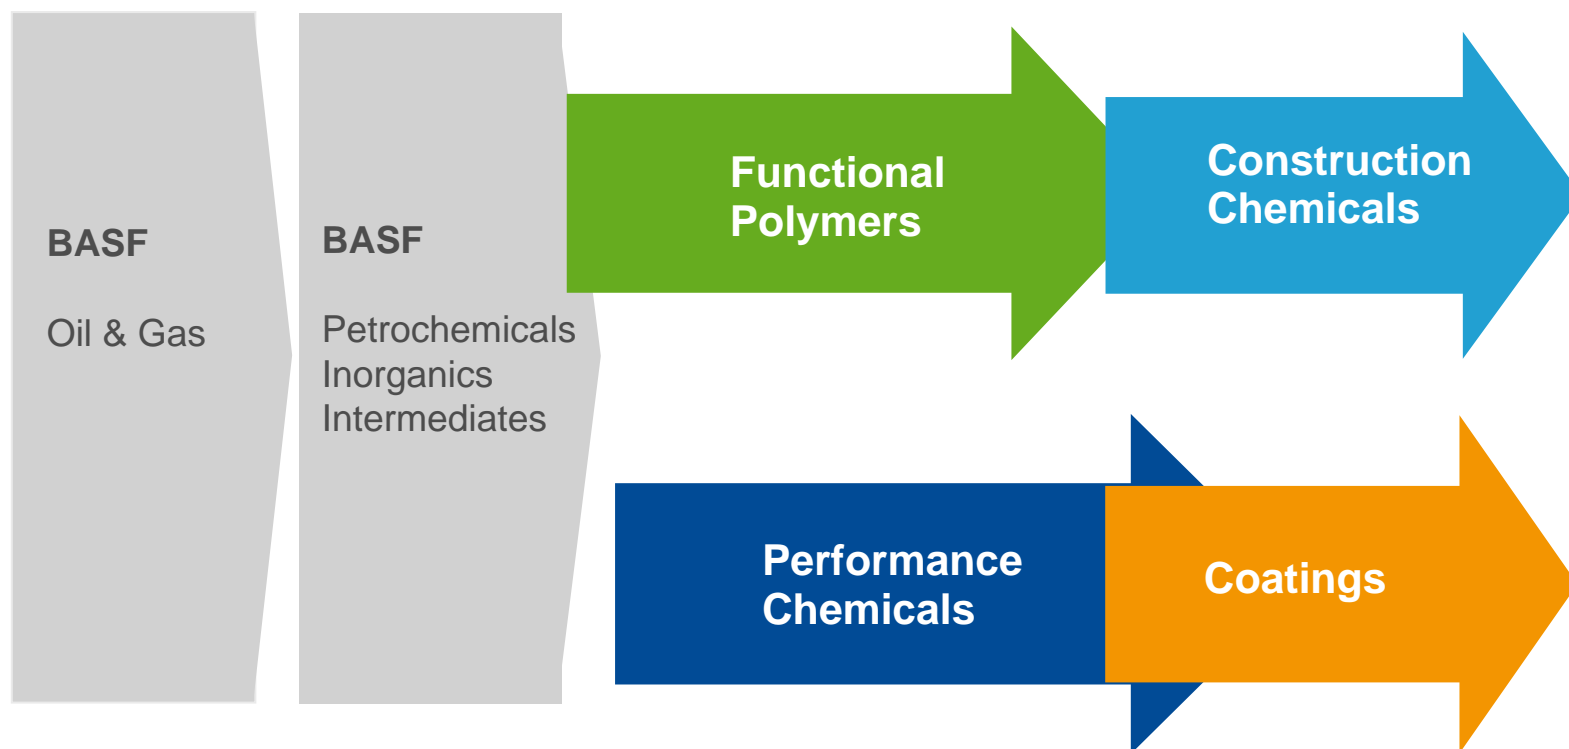 BASF
Oil & Gas
BASF
Petrochemicals
Inorganics
Intermediates
Functional
Polymers
Construction
Chemicals
Performance
Chemicals
Coatings